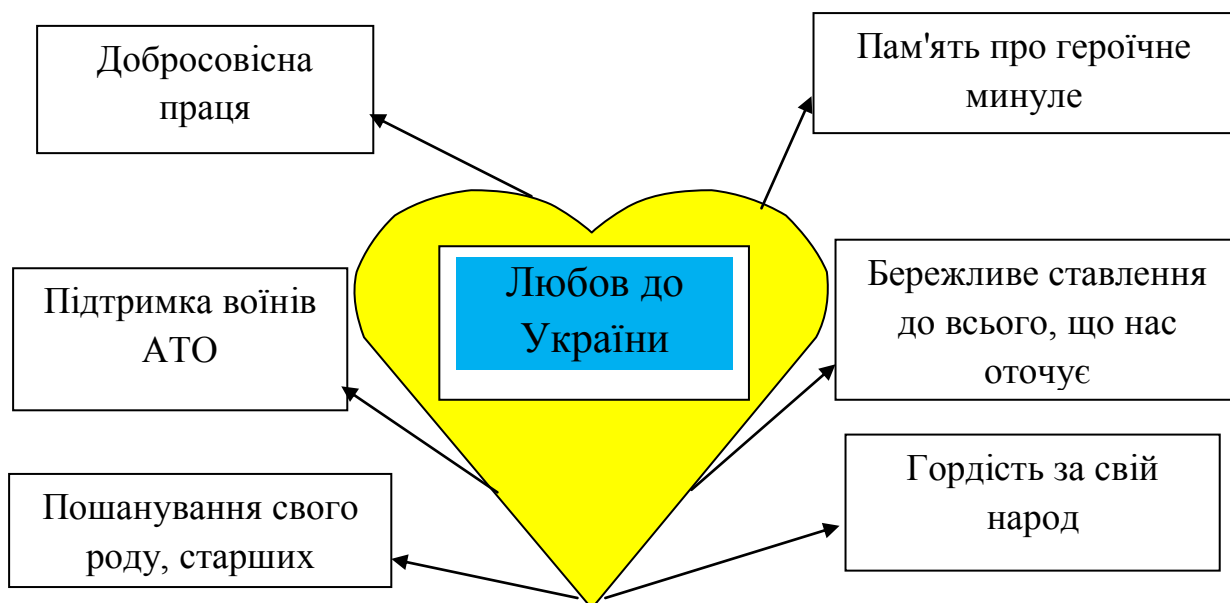 Добросовісна
праця
Пам'ять про героїчне
минуле
Любов до
України
Підтримка воїнів
АТО
Бережливе ставлення
до всього, що нас
оточує
Пошанування свого
роду, старших
Гордість за свій
народ